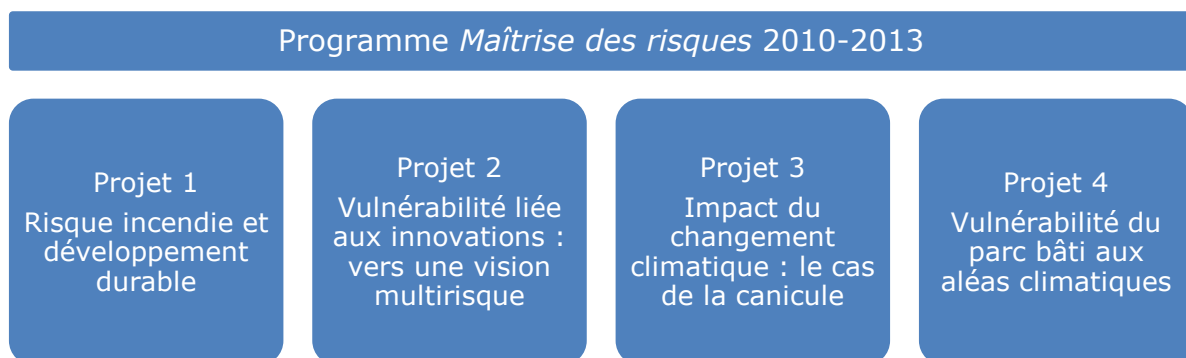 Programme Maîtrise des risques 2010-2013
Projet 1
Risque incendie et
développement
durable
Projet 2
Vulnérabilité liée
aux innovations :
vers une vision
multirisque
Projet 3
Impact du
changement
climatique : le cas
de la canicule
Projet 4
Vulnérabilité du
parc bâti aux
aléas climatiques